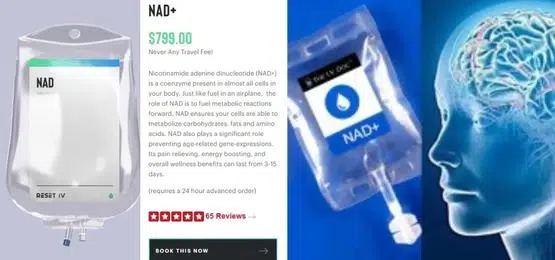 NAD
RESET IV
NAD+
$799.00
Never Any Travel Fee!
Nicotinamide adenine dinucleotide (NAD+)
is a coenzyme present in almost all cells in
your body. Just like fuel in an airplane, the
role of NAD is to fuel metabolic reactions
forward. NAD ensures your cells are able to
metabolize carbohydrates, fats and amino
acids. NAD also plays a significant role
preventing age-related gene-expressions.
Its pain relieving, energy boosting, and
overall wellness benefits can last from 3-15
days.
(requires a 24 hour advanced order)
65 Reviews →
BOOK THIS NOW →
THE I.V. DOC
NAD+